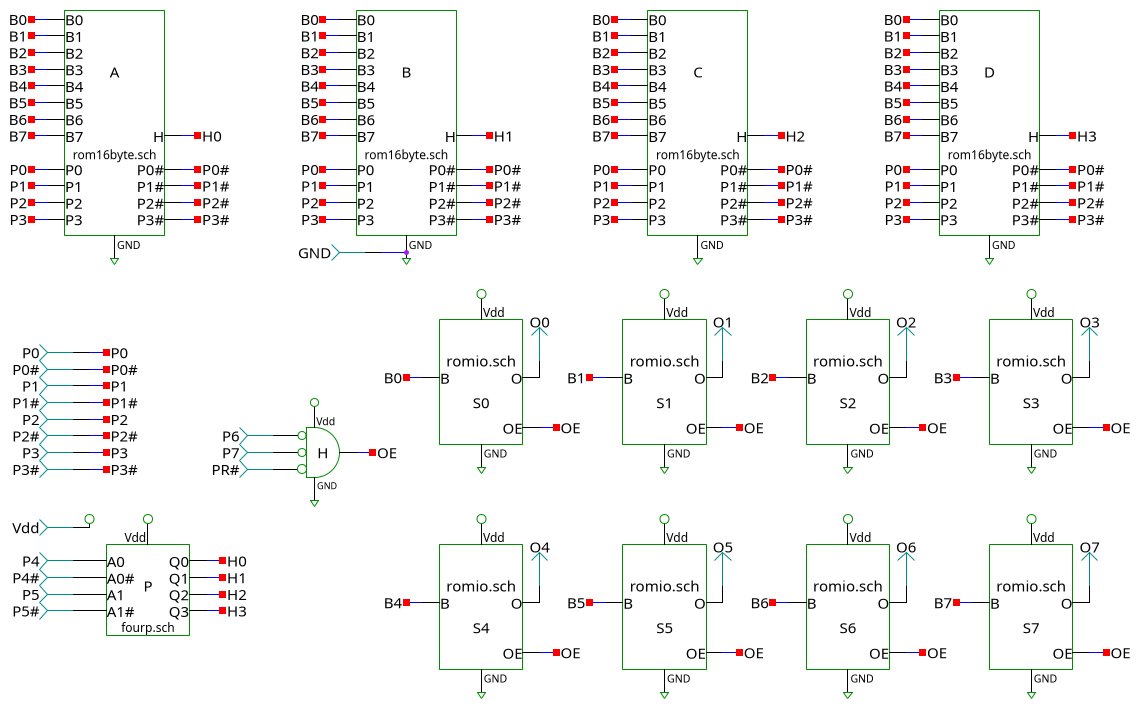 B0 B0 B0 B0 B0 B0 B0 B0
B1 B1 B1 B1 B1 B1 B1 B1
B2 B2 B2 B2 B2 B2 B2 B2
B3 B3 A B3 B3 B B3 B3 C B3 B3 D
B4 B4 B4 B4 B4 B4 B4 B4
B5 B5 B5 B5 B5 B5 B5 B5
B6 B6 B6 B6 B6 B6 B6 B6
B7 B7 H H0 B7 B7 H H1 B7 B7 H H2 B7 B7 H H3
rom16byte.sch rom16byte.sch rom16byte.sch rom16byte.sch
P0 P0 P0# P0# P0 P0 P0# P0# P0 P0 P0# P0# P0 P0 P0# P0#
P1 P1 P1# P1# P1 P1 P1# P1# P1 P1 P1# P1# P1 P1 P1# P1#
P2 P2 P2# P2# P2 P2 P2# P2# P2 P2 P2# P2# P2 P2 P2# P2#
P3 P3 P3# P3# P3 P3 P3# P3# P3 P3 P3# P3# P3 P3 P3# P3#
GND GND GND GND
GND
Vdd Vdd Vdd Vdd
O0 O1 O2 O3
P0 P0
romio.sch romio.sch romio.sch romio.sch
P0# P0#
B0 B O B1 B O B2 B O B3 B O
P1 P1
P1# P1# S0 S1 S2 S3
P2 P2 Vdd
OE OE OE OE OE OE OE OE
P2# P2# P6
P3 P3 P7 H OE
P3# P3# PR#
GND GND GND GND GND
Vdd Vdd Vdd Vdd Vdd Vdd
O4 O5 O6 O7
P4 A0 Q0 H0
P4# A0# P Q1 H1
romio.sch romio.sch romio.sch romio.sch
P5 A1 Q2 H2
B4 B O B5 B O B6 B O B7 B O
P5# A1# Q3 H3
fourp.sch S4 S5 S6 S7
OE OE OE OE OE OE OE OE
GND GND GND GND